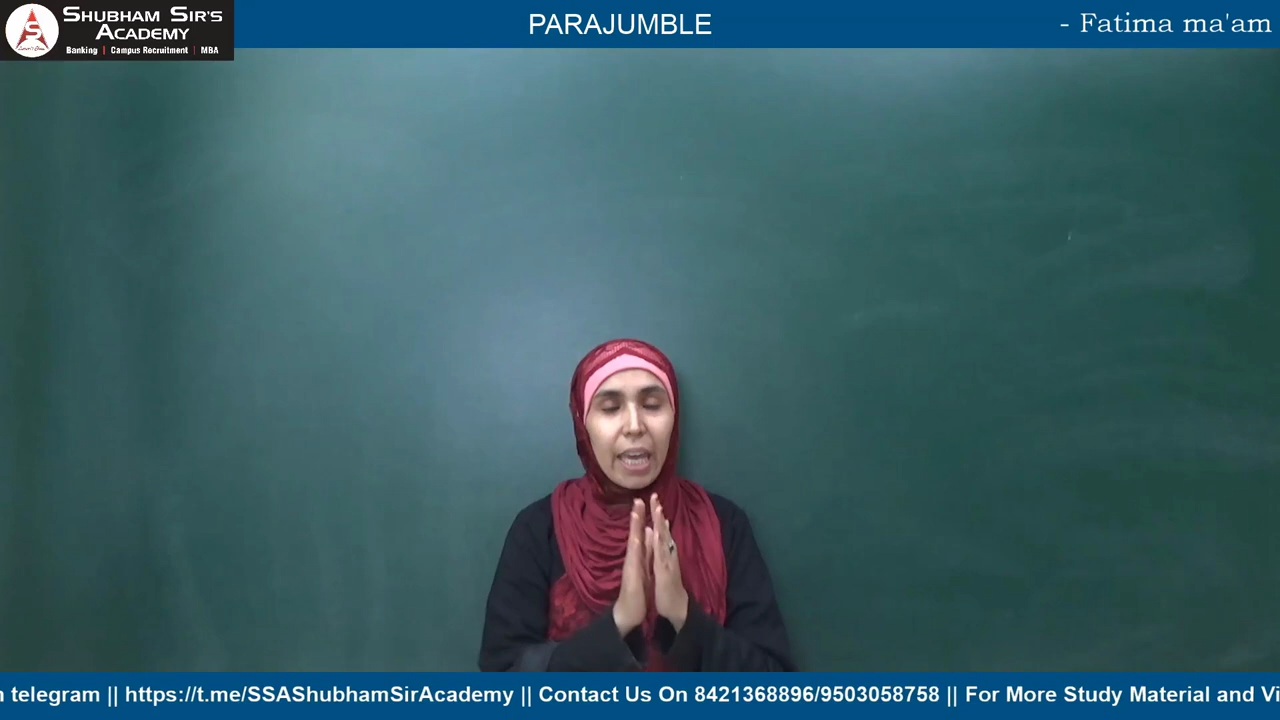 SHUBHAM SIR'S
ACADEMY
Banking | Campus Recruitment | MBA
PARAJUMBLE
- Fatima ma'am
telegram || https://t.me/SSAShubhamSirAcademy || Contact Us On 8421368896/9503058758 || For More Study Material and